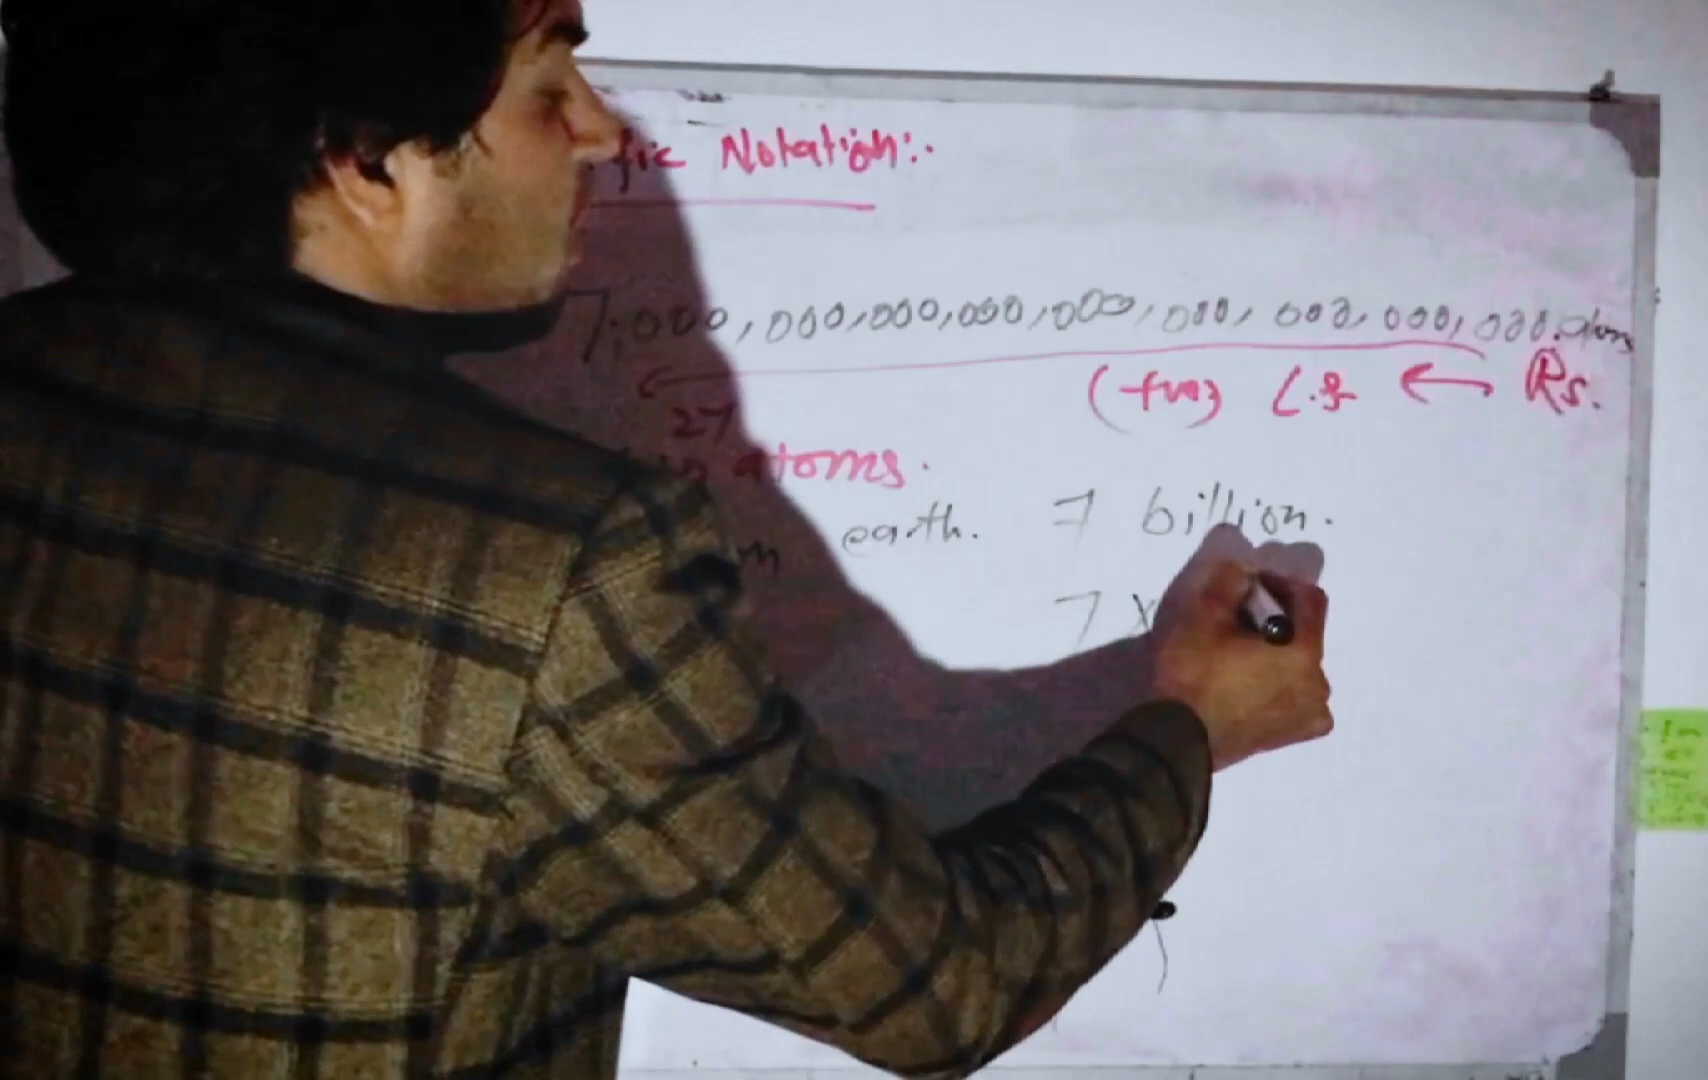 fic Notation:.
7,000,000,000,000,000,000,000,000,000. atoms
(+ve) L.S ← Rs.
27
atoms.
earth. 7 billion.
7 x